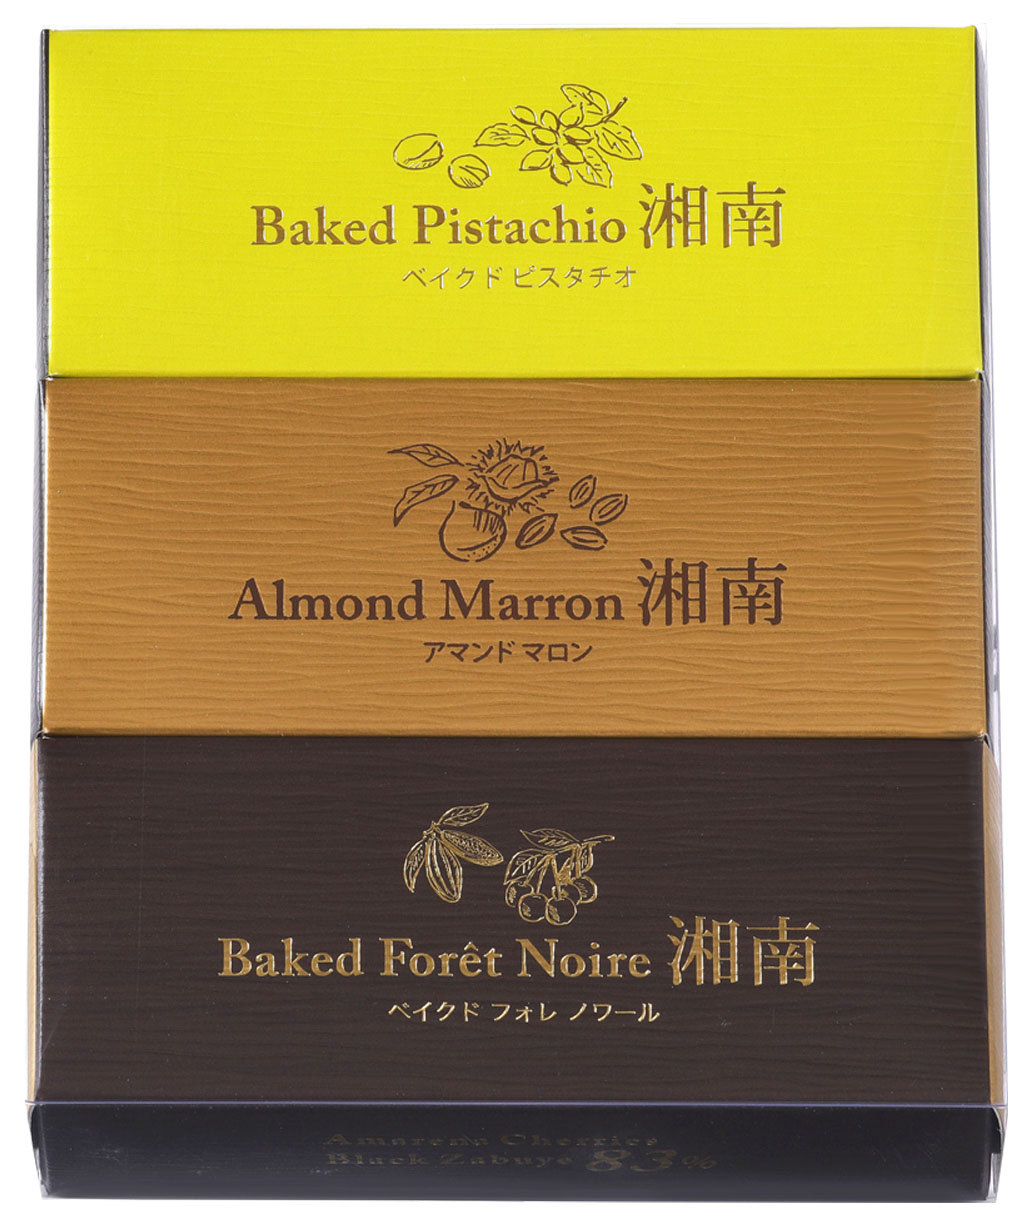 Baked Pistachio 湘南
ベイクド ピスタチオ
Almond Marron 湘南
アマンド マロン
Baked Forêt Noire 湘南
ベイクド フォレ ノワール
Amarena Cherries
Black Zabuye 83%